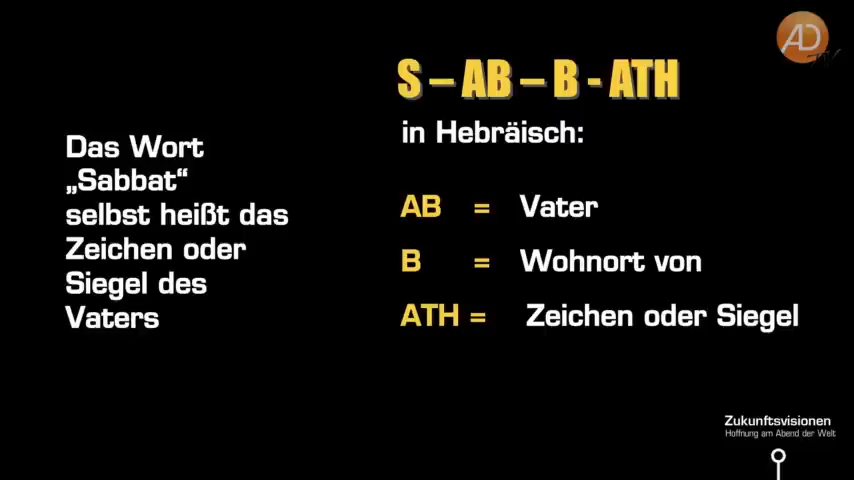 AD
TV
S – AB – B - ATH
in Hebräisch:
Das Wort
„Sabbat“
selbst heißt das
Zeichen oder
Siegel des
Vaters
AB = Vater
B = Wohnort von
ATH = Zeichen oder Siegel
Zukunftsvisionen
Hoffnung am Abend der Welt